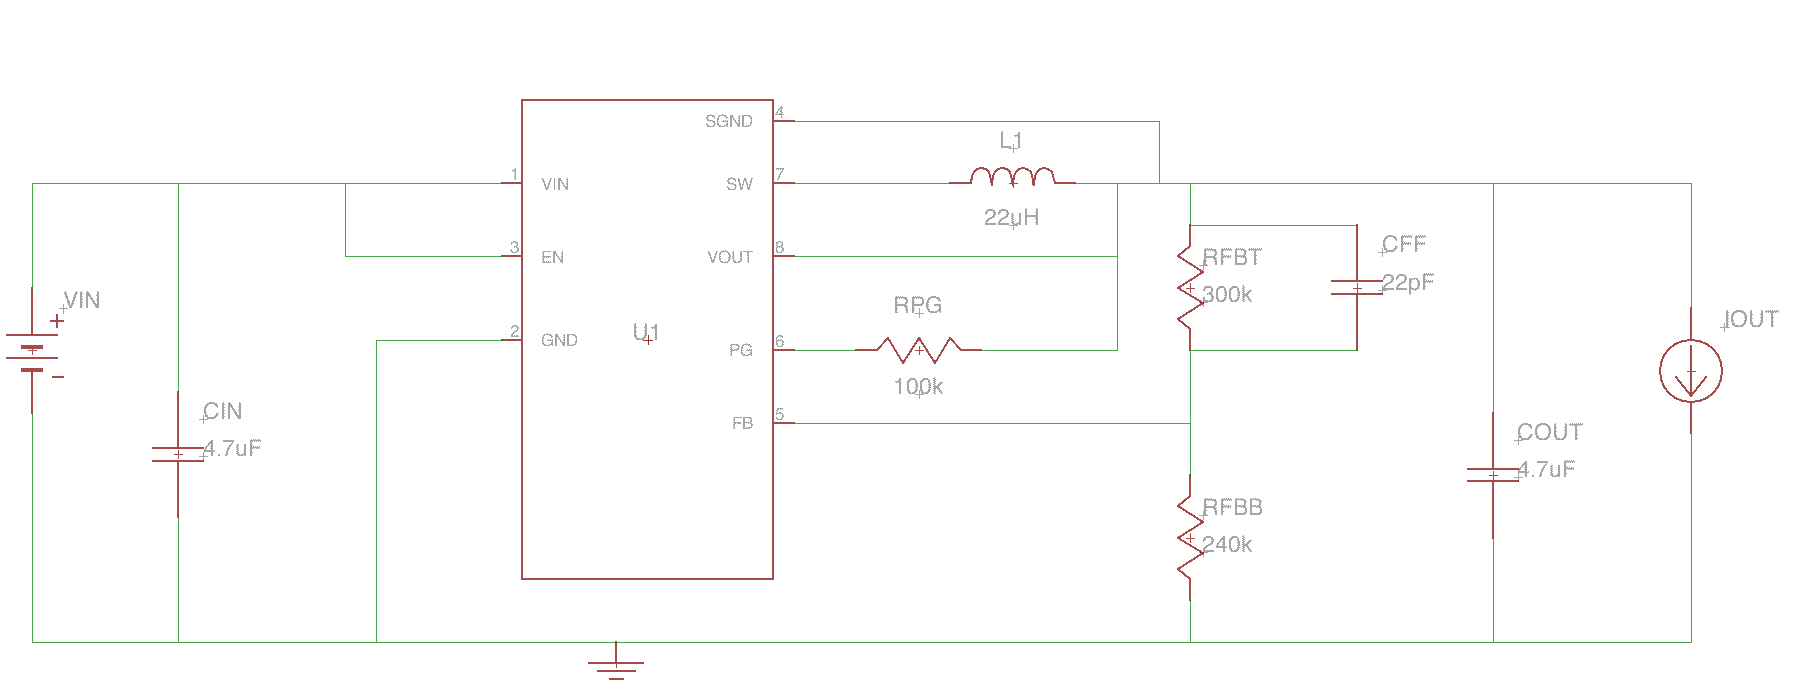 4
SGND
L1
1
VIN
SW
7
22uH
3
EN
VOUT
8
RFBT
300k
CFF
22pF
VIN
+
-
RPG
100k
IOUT
2
GND
U1
PG
6
CIN
4.7uF
FB
5
COUT
4.7uF
RFBB
240k